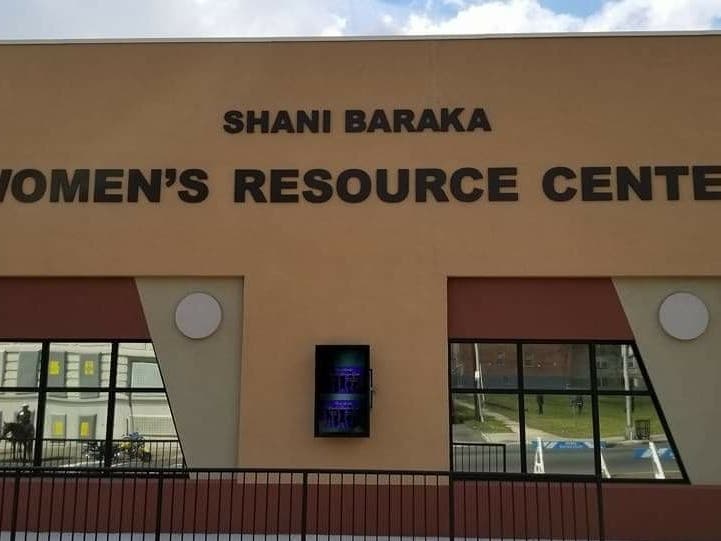 SHANI BARAKA
WOMEN'S RESOURCE CENTE